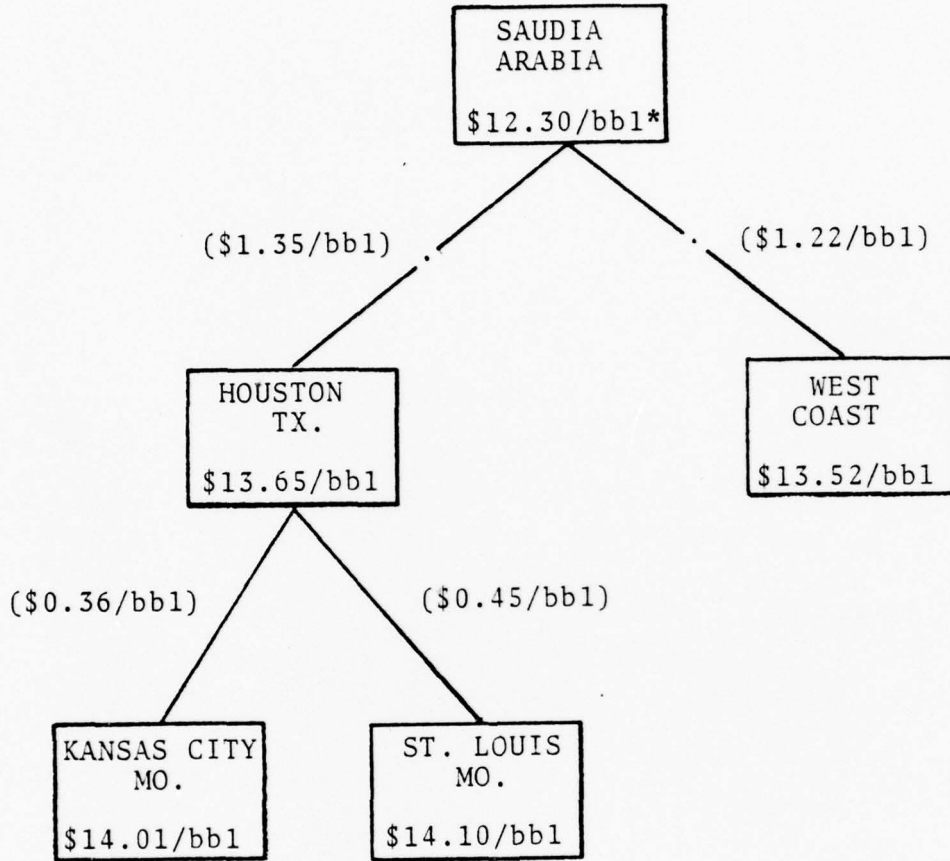 SAUDIA
ARABIA
$12.30/bbl*
($1.35/bbl)
($1.22/bbl)
HOUSTON
TX.
$13.65/bbl
WEST
COAST
$13.52/bbl
($0.36/bbl)
($0.45/bbl)
KANSAS CITY
MO.
$14.01/bbl
ST. LOUIS
MO.
$14.10/bbl